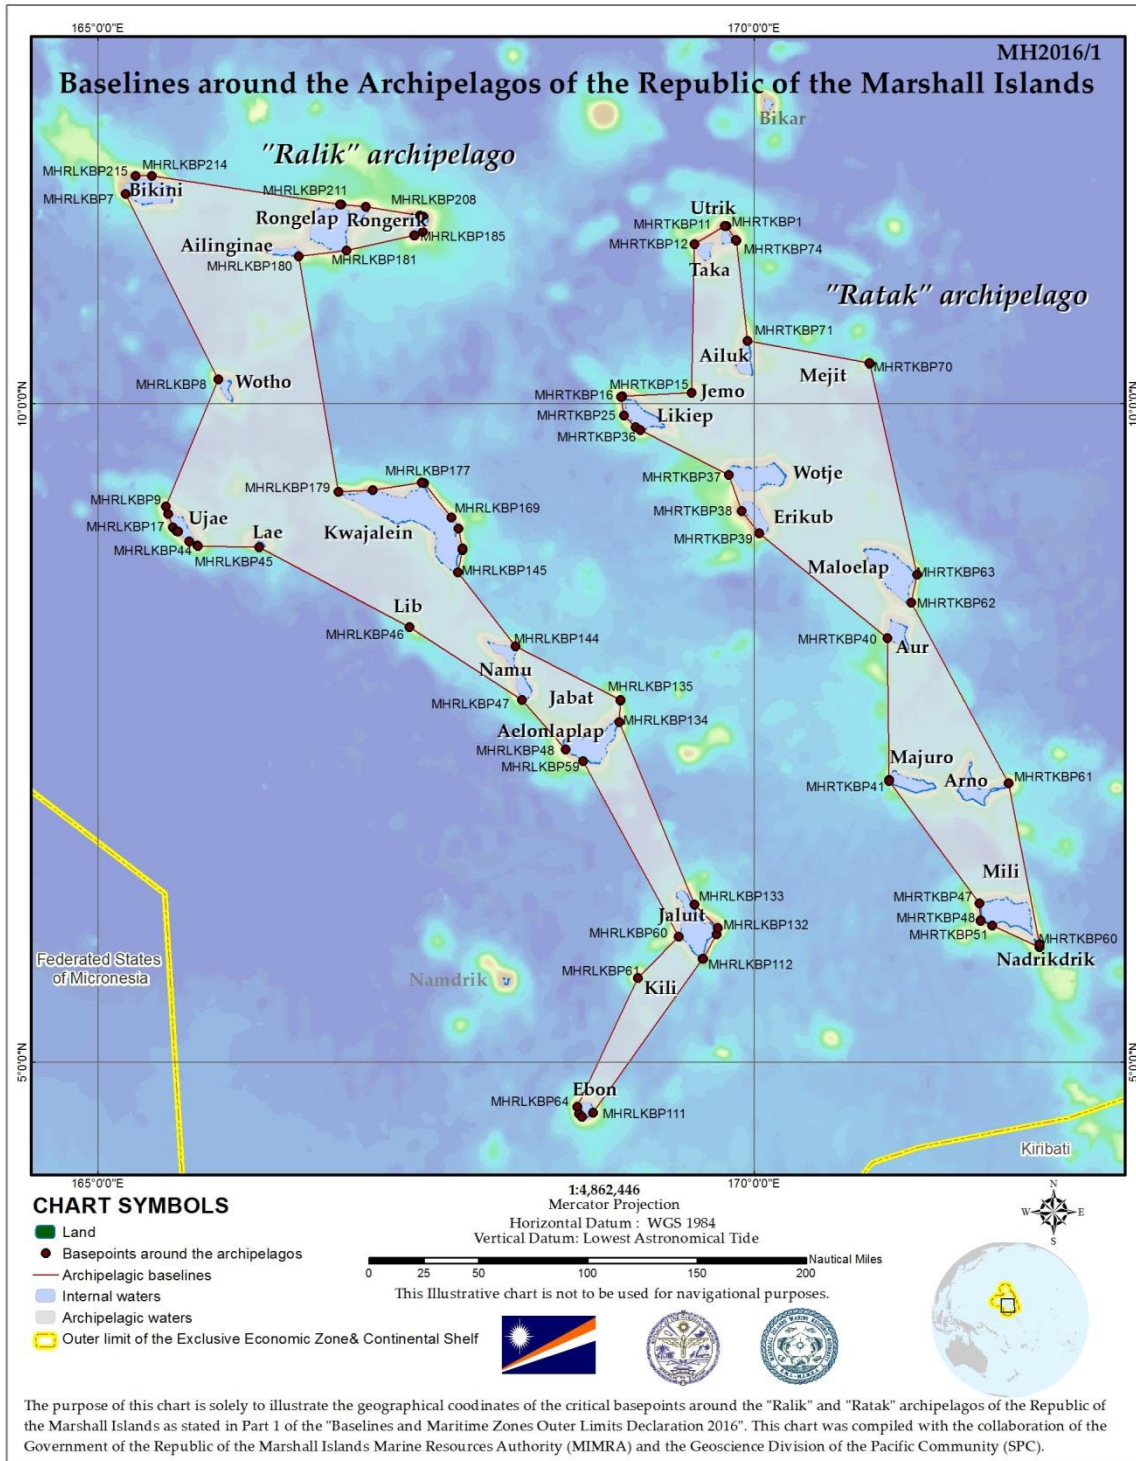 165°0'0"E
170°0'0"E
MH2016/1
Baselines around the Archipelagos of the Republic of the Marshall Islands
Bikar
"Ralik" archipelago
MHRLKBP215
MHRLKBP214
Bikini
MHRLKBP7
MHRLKBP211
MHRLKBP208
Rongelap
Rongerik
Ailinginae
MHRLKBP185
MHRLKBP180
MHRLKBP181
Utrik
MHRTKBP11
MHRTKBP1
MHRTKBP12
MHRTKBP74
Taka
"Ratak" archipelago
MHRTKBP71
Ailuk
Mejit
MHRTKBP70
MHRLKBP8
Wotho
MHRTKBP15
Jemo
MHRTKBP16
10°0'0"N
10°0'0"N
MHRTKBP25
Likiep
MHRTKBP36
MHRTKBP37
Wotje
MHRLKBP177
MHRLKBP179
MHRLKBP9
MHRLKBP169
MHRTKBP38
Erikub
Ujae
MHRLKBP17
Lae
Kwajalein
MHRTKBP39
MHRLKBP44
MHRLKBP45
MHRLKBP145
Maloelap
MHRTKBP63
MHRTKBP62
Lib
MHRLKBP46
MHRLKBP144
MHRTKBP40
Aur
Namu
MHRLKBP47
Jabat
MHRLKBP135
MHRLKBP134
Aelonlaplap
MHRLKBP48
MHRLKBP59
Majuro
MHRTKBP41
Arno
MHRTKBP61
Mili
MHRLKBP133
MHRTKBP47
Jaluit
MHRTKBP48
MHRLKBP132
MHRLKBP60
MHRTKBP51
MHRTKBP60
Nadrikdrik
Federated States
of Micronesia
MHRLKBP112
MHRLKBP61
Namdrik
Kili
5°0'0"N
5°0'0"N
Ebon
MHRLKBP64
MHRLKBP111
Kiribati
165°0'0"E
170°0'0"E
CHART SYMBOLS
Land
Basepoints around the archipelagos
Archipelagic baselines
Internal waters
Archipelagic waters
Outer limit of the Exclusive Economic Zone& Continental Shelf
1:4,862,446
Mercator Projection
Horizontal Datum : WGS 1984
Vertical Datum: Lowest Astronomical Tide
Nautical Miles
0 25 50 100 150 200
This Illustrative chart is not to be used for navigational purposes.
N
W E
S
The purpose of this chart is solely to illustrate the geographical coodinates of the critical basepoints around the "Ralik" and "Ratak" archipelagos of the Republic of
the Marshall Islands as stated in Part 1 of the "Baselines and Maritime Zones Outer Limits Declaration 2016". This chart was compiled with the collaboration of the
Government of the Republic of the Marshall Islands Marine Resources Authority (MIMRA) and the Geoscience Division of the Pacific Community (SPC).